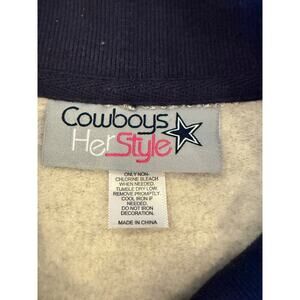 Cowboys
HerStyle
ONLY NON-
CHLORINE BLEACH
WHEN NEEDED.
TUMBLE DRY LOW.
REMOVE PROMPTLY.
COOL IRON IF
NEEDED.
DO NOT IRON
DECORATION.
MADE IN CHINA